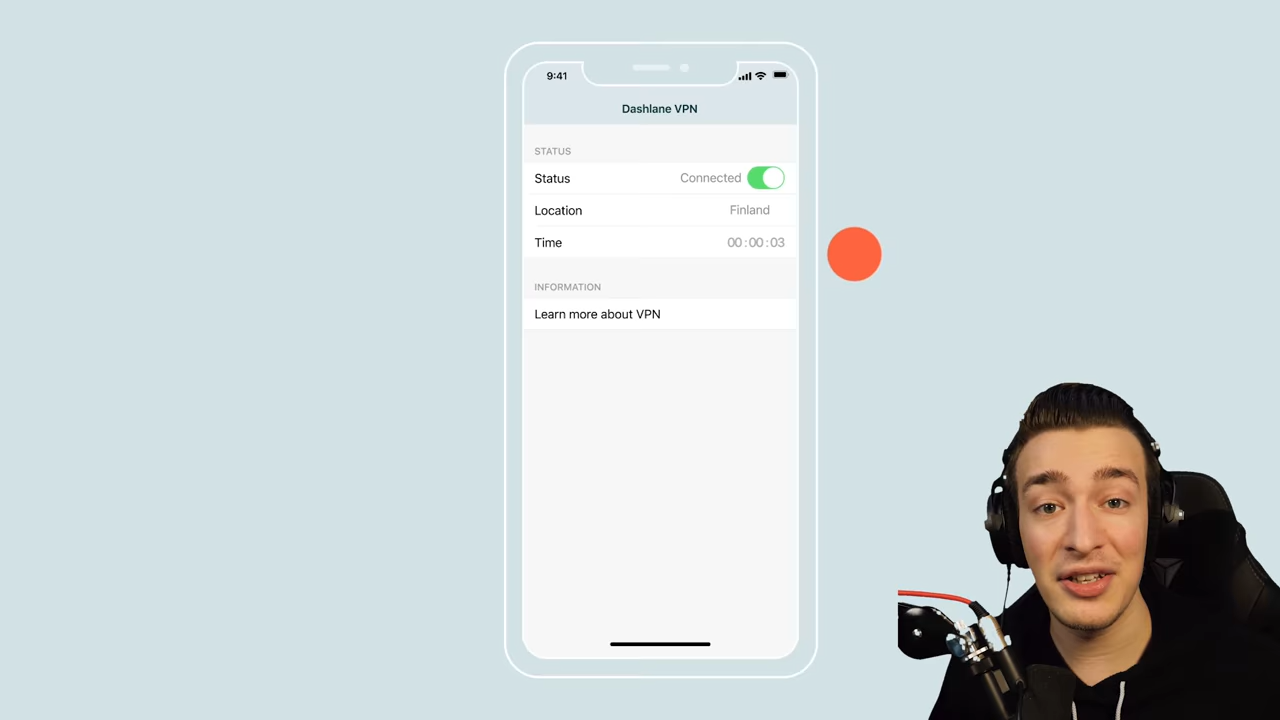 9:41
Dashlane VPN
STATUS
Status Connected
Location Finland
Time 00:00:03
INFORMATION
Learn more about VPN